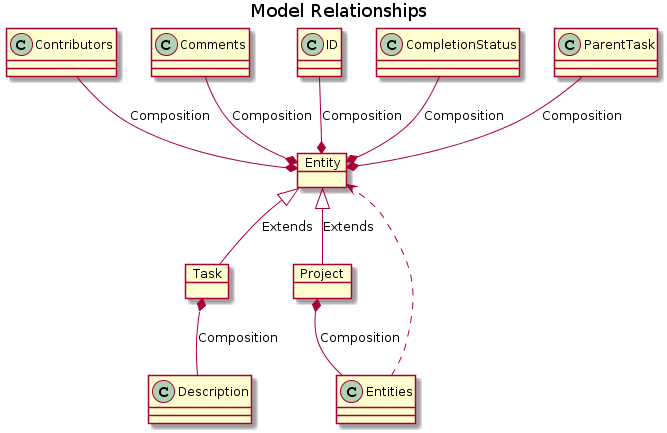 Model Relationships
C Contributors
C Comments
C ID
C CompletionStatus
C ParentTask
Composition
Composition
Composition
Composition
Composition
Entity
Extends
Extends
Task
Project
Composition
Composition
C Description
C Entities